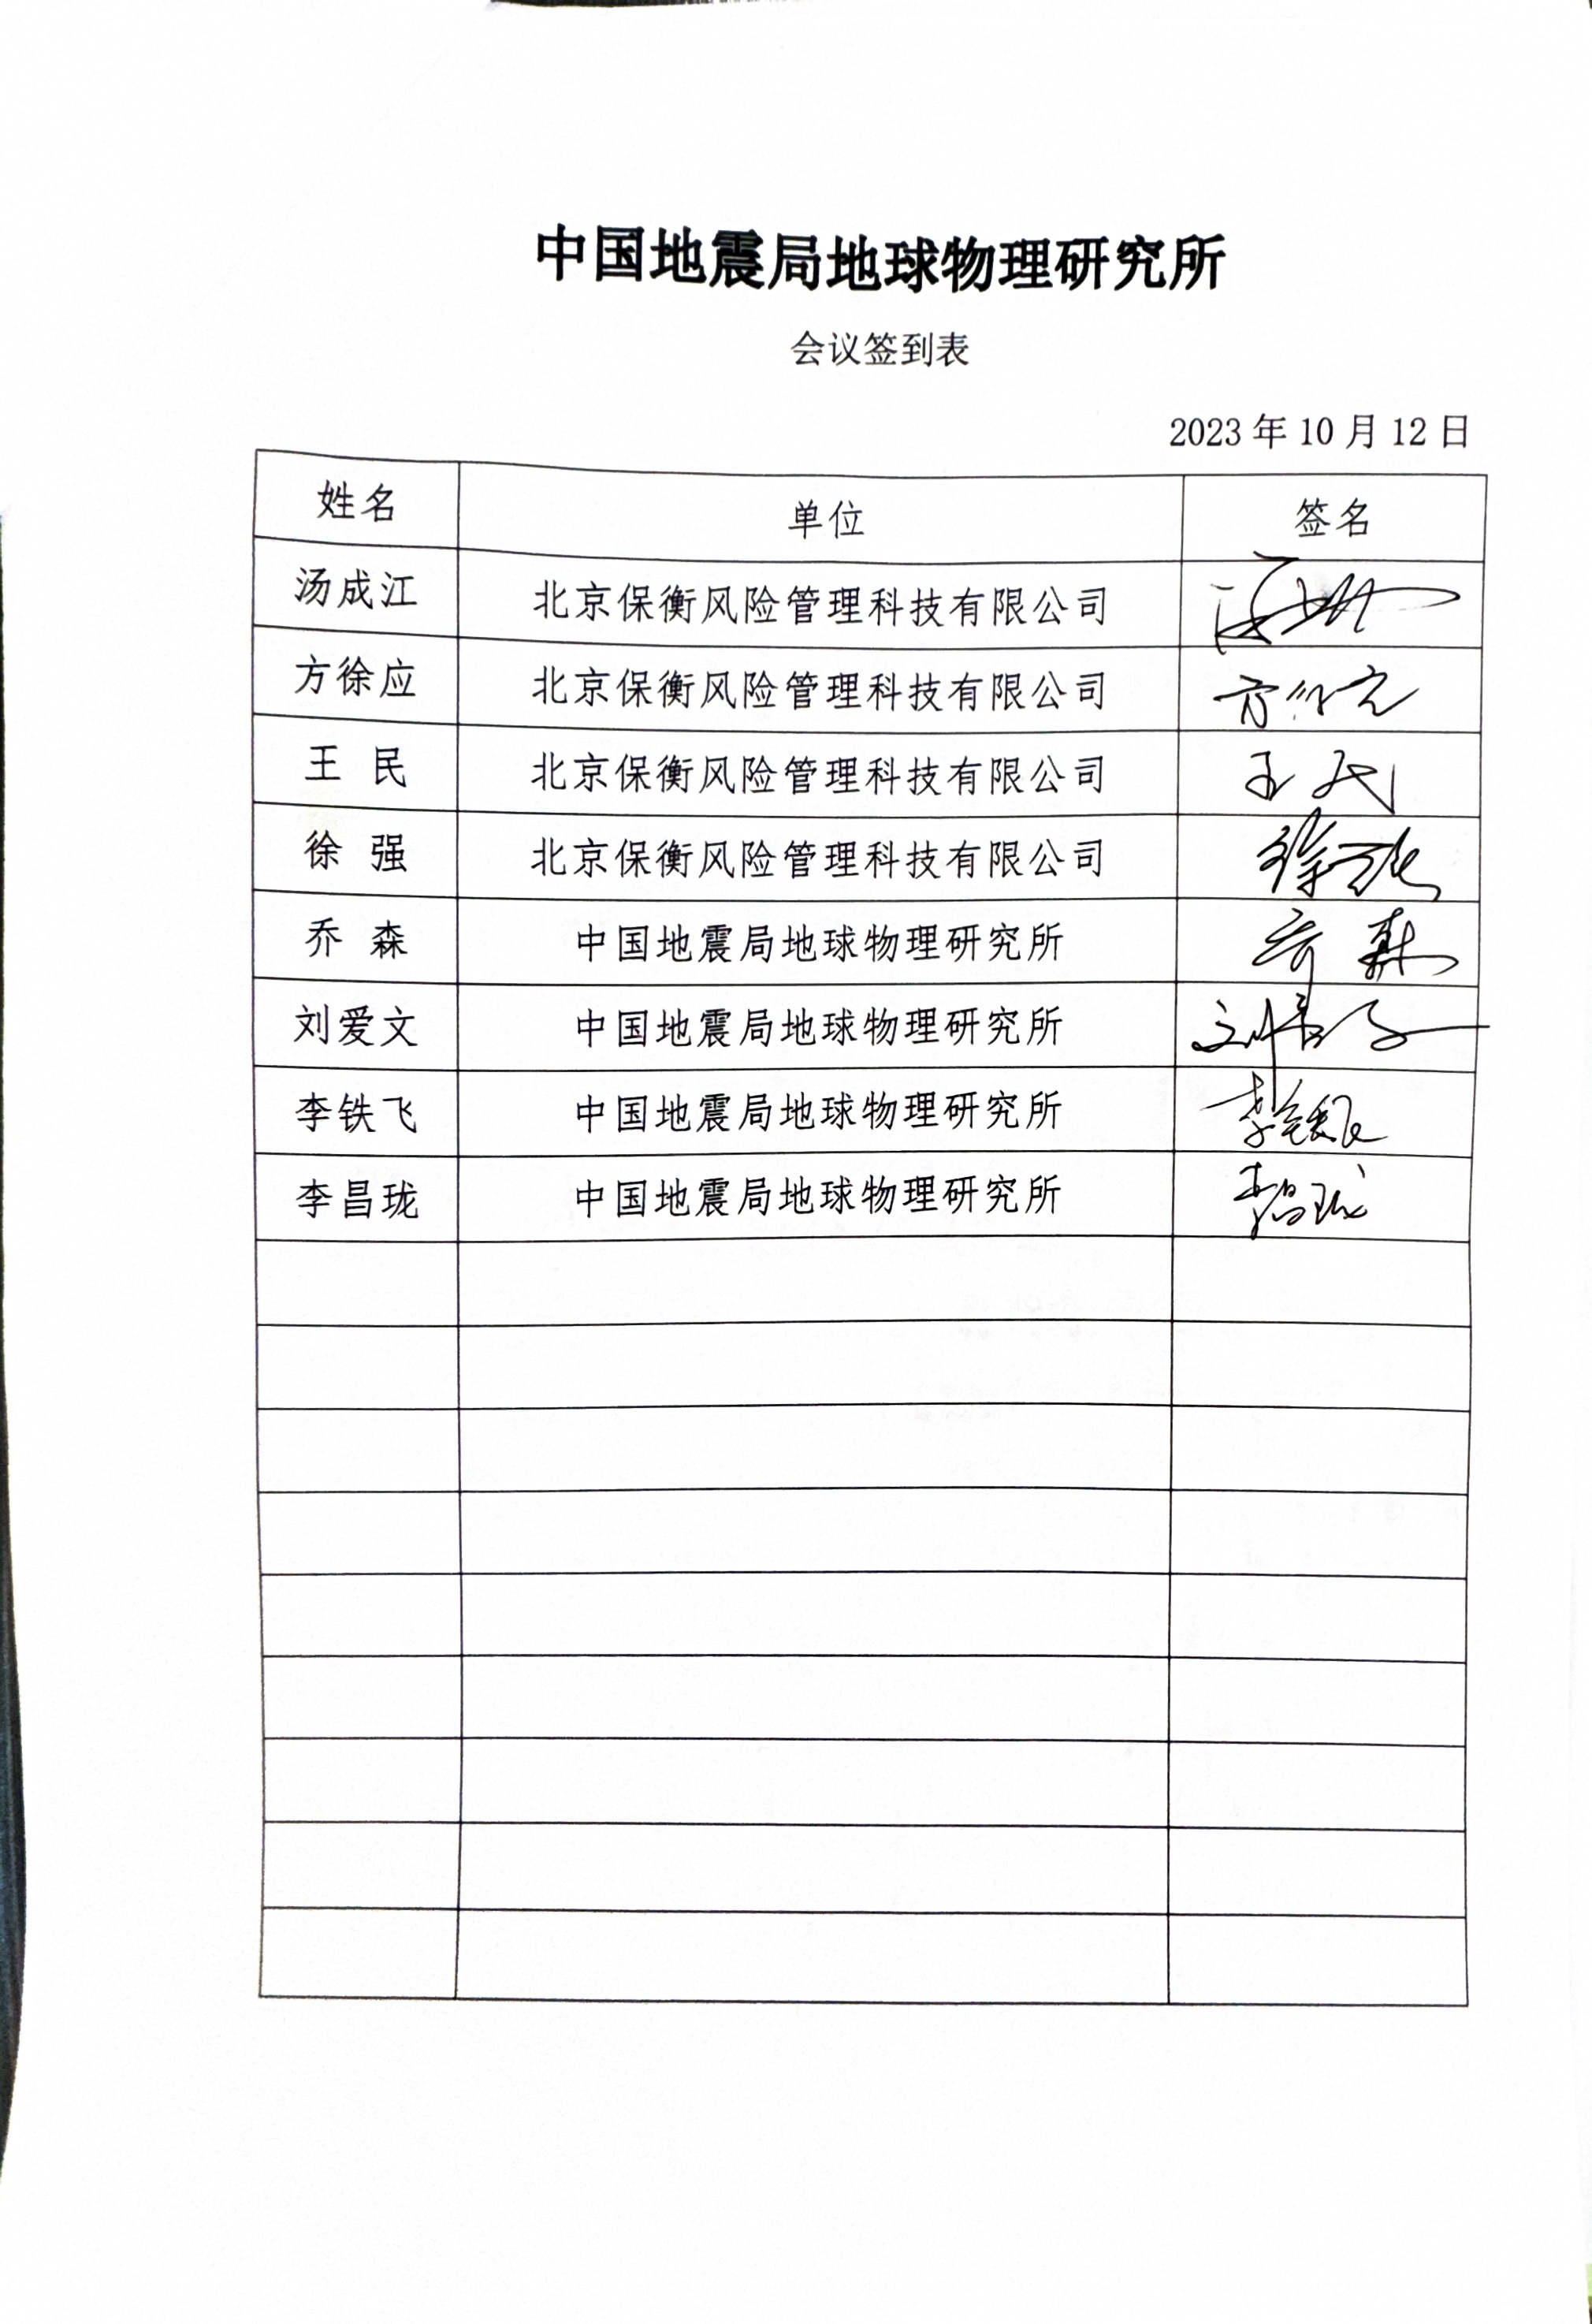 中国地震局地球物理研究所
会议签到表
2023 年 10 月 12 日
姓名 单位 签名
汤成江 北京保衡风险管理科技有限公司
方徐应 北京保衡风险管理科技有限公司 方徐应
王 民 北京保衡风险管理科技有限公司 王民
徐 强 北京保衡风险管理科技有限公司 徐强
乔 森 中国地震局地球物理研究所 乔森
刘爱文 中国地震局地球物理研究所 刘爱文
李铁飞 中国地震局地球物理研究所 李铁飞
李昌珑 中国地震局地球物理研究所 李昌珑